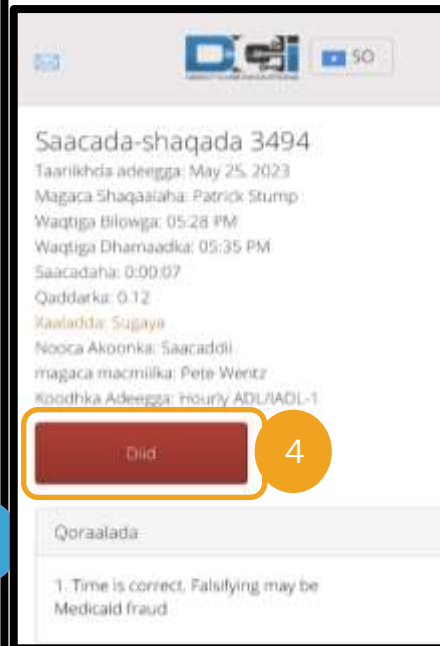 Digi
SO
Saacada-shaqada 3494
Taariikhda adeegga: May 25, 2023
Magaca Shaqaalaha: Patrick Stump
Waqtiga Bilowga: 05:28 PM
Waqtiga Dhamaadka: 05:35 PM
Saacadaha: 0:00:07
Qaddarka: 0.12
Xaaladda: Sugaya
Nooca Akoonka: Saacaddii
magaca macmiilka: Pete Wentz
Koodhka Adeegga: Hourly ADL/IADL-1
Diid
4
Qoraalada
1. Time is correct. Falsifying may be
Medicaid fraud